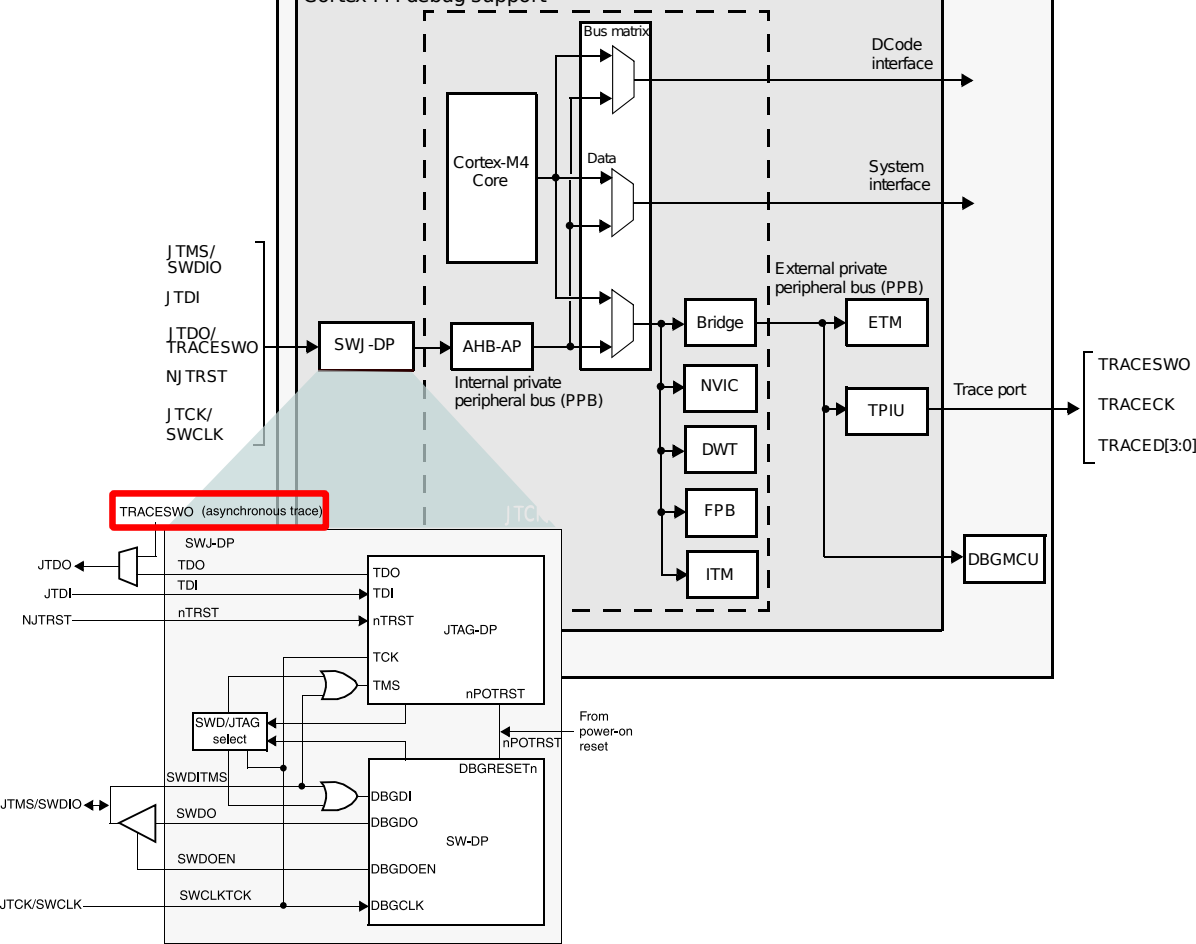 Cortex-M4 debug support
Bus matrix
DCode
interface
Cortex-M4
Core
Data
System
interface
JTMS/
SWDIO
JTDI
JTDO/
TRACESWO
NJTRST
JTCK/
SWCLK
SWJ-DP
AHB-AP
Internal private
peripheral bus (PPB)
External private
peripheral bus (PPB)
Bridge
ETM
NVIC
TPIU
Trace port
TRACESWO
TRACECK
TRACED[3:0]
DWT
FPB
ITM
DBGMCU
TRACESWO (asynchronous trace)
JTCK
SWJ-DP
JTDO
TDO
TDO
JTDI
TDI
TDI
NJTRST
nTRST
nTRST
JTAG-DP
TCK
TMS
nPOTRST
SWD/JTAG
select
From
power-on
reset
nPOTRST
DBGRESETn
SWDITMS
JTMS/SWDIO
DBGDI
SWDO
DBGDO
SW-DP
SWDOEN
DBGDOEN
JTCK/SWCLK
SWCLKTCK
DBGCLK